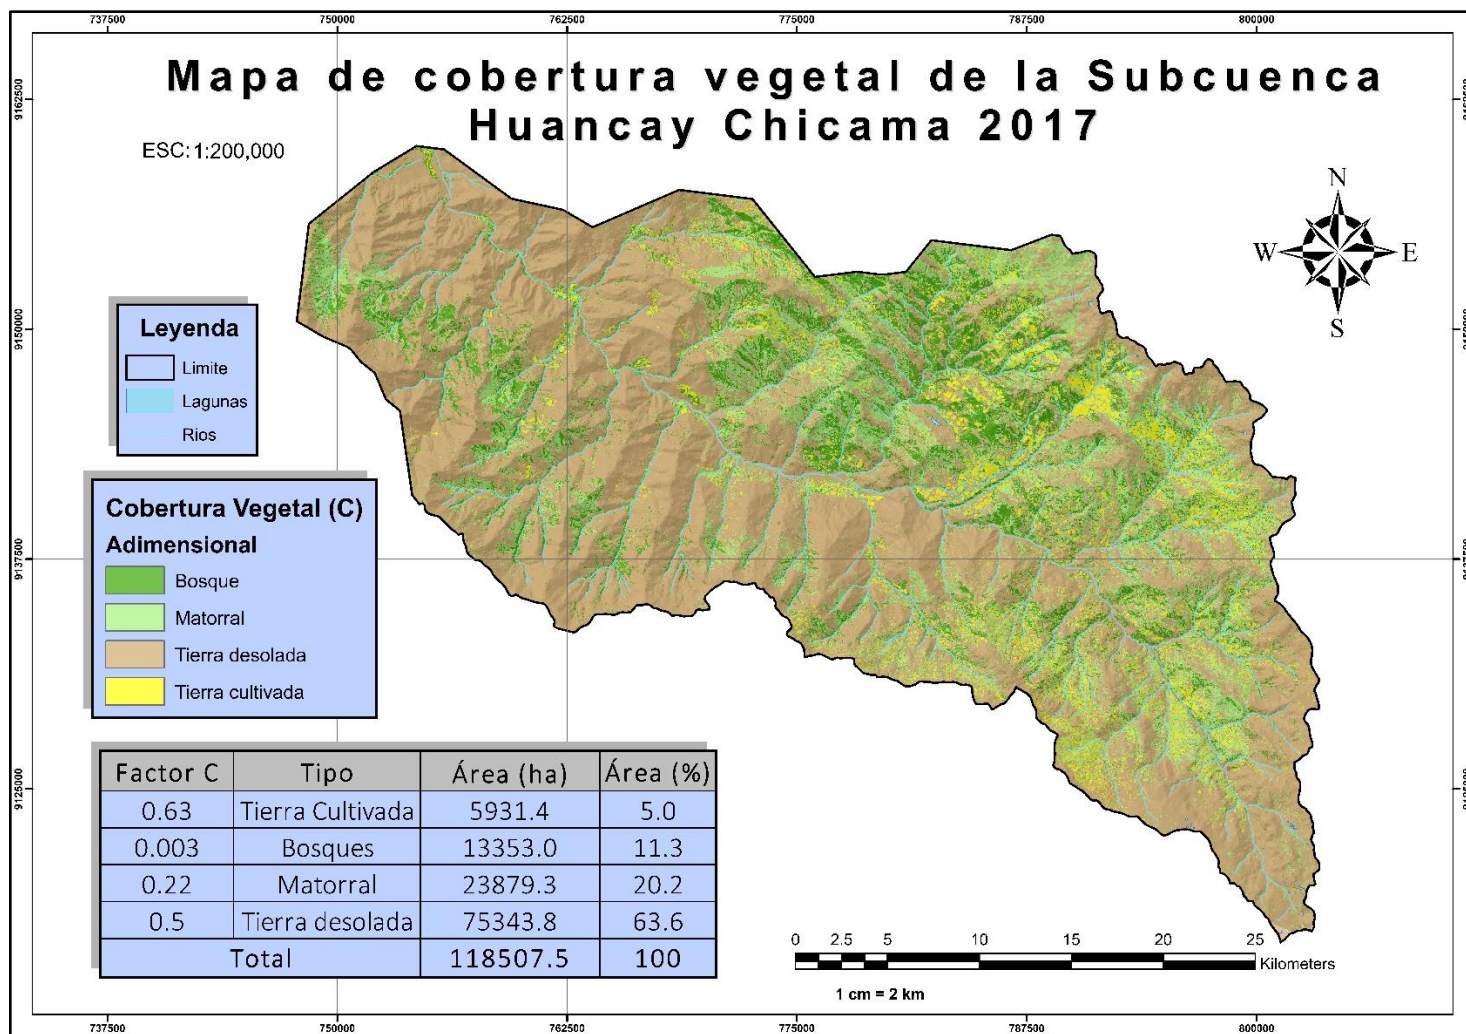 737500 750000 762500 775000 787500 800000
Mapa de cobertura vegetal de la Subcuenca
Huancay Chicama 2017
ESC: 1:200,000
N
W E
S
9162500 9162500
9150000 9150000
9137500 9137500
9125000 9125000
Leyenda
Limite
Lagunas
Rios
Cobertura Vegetal (C)
Adimensional
Bosque
Matorral
Tierra desolada
Tierra cultivada
Factor C Tipo Área (ha) Área (%)
0.63 Tierra Cultivada 5931.4 5.0
0.003 Bosques 13353.0 11.3
0.22 Matorral 23879.3 20.2
0.5 Tierra desolada 75343.8 63.6
Total 118507.5 100
0 2.5 5 10 15 20 25
Kilometers
1 cm = 2 km
737500 750000 762500 775000 787500 800000